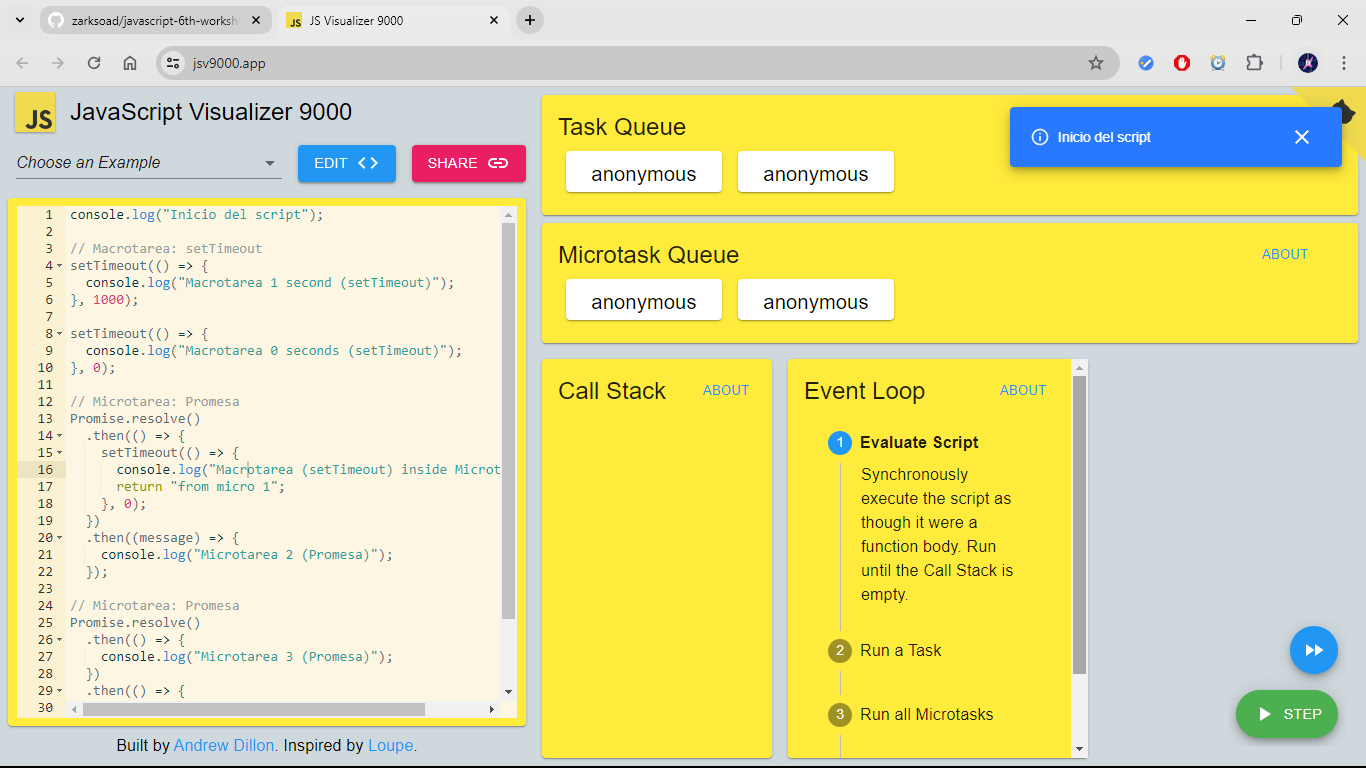 zarksoad/javascript-6th-worksh
JS Visualizer 9000
jsv9000.app
JS
JavaScript Visualizer 9000
Choose an Example
EDIT
SHARE
1 console.log("Inicio del script");
2
3 // Macrotarea: setTimeout
4 setTimeout(() => {
5 console.log("Macrotarea 1 second (setTimeout)");
6 }, 1000);
7
8 setTimeout(() => {
9 console.log("Macrotarea 0 seconds (setTimeout)");
10 }, 0);
11
12 // Microtarea: Promesa
13 Promise.resolve()
14 .then(() => {
15 setTimeout(() => {
16 console.log("Macrotarea (setTimeout) inside Microt
17 return "from micro 1";
18 }, 0);
19 })
20 .then((message) => {
21 console.log("Microtarea 2 (Promesa)");
22 });
23
24 // Microtarea: Promesa
25 Promise.resolve()
26 .then(() => {
27 console.log("Microtarea 3 (Promesa)");
28 })
29 .then(() => {
30
Built by Andrew Dillon. Inspired by Loupe.
Task Queue
anonymous anonymous
Inicio del script
Microtask Queue
ABOUT
anonymous anonymous
Call Stack
ABOUT
Event Loop
ABOUT
1 Evaluate Script
Synchronously
execute the script as
though it were a
function body. Run
until the Call Stack is
empty.
2 Run a Task
3 Run all Microtasks
STEP